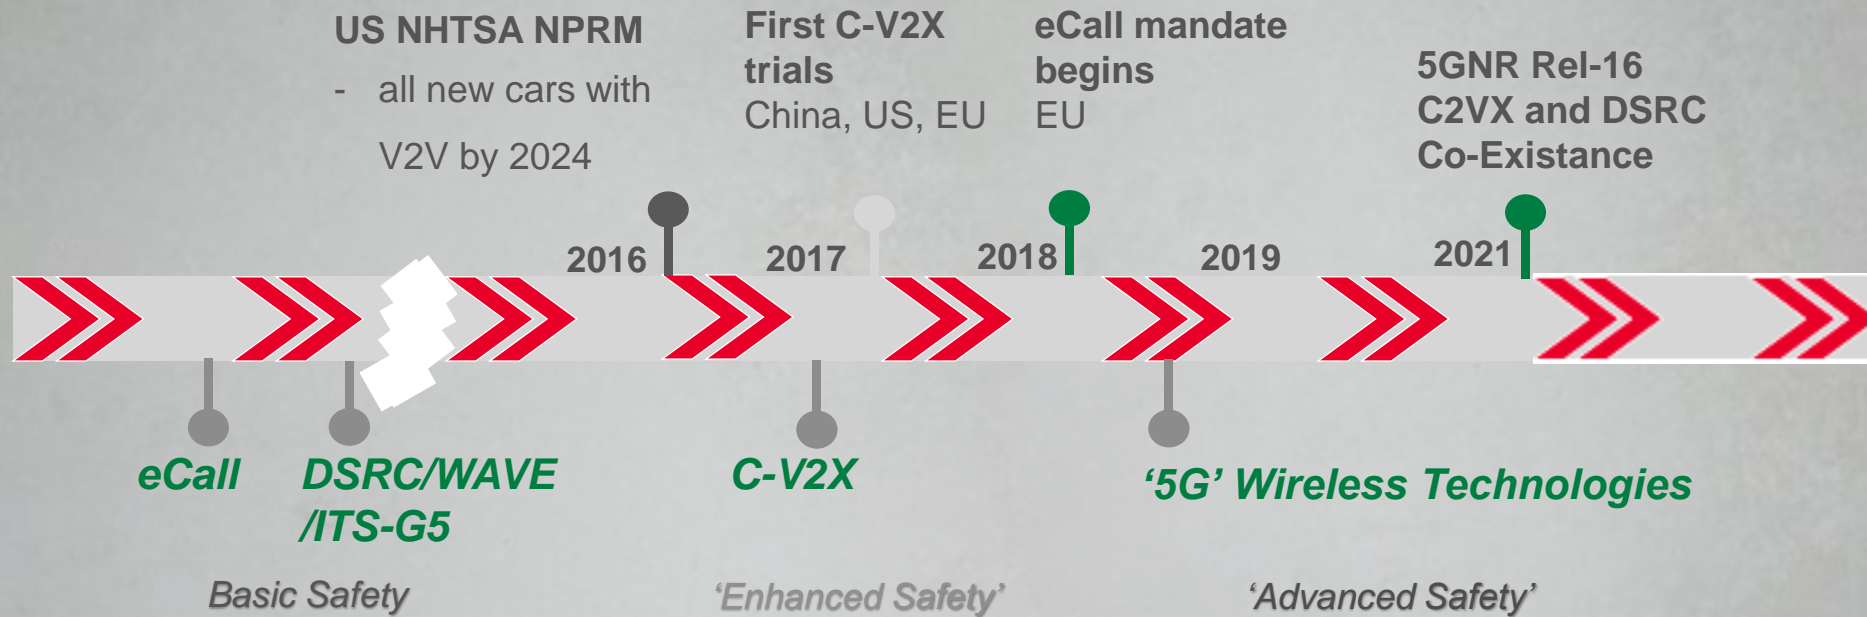 US NHTSA NPRM
- all new cars with
V2V by 2024
First C-V2X
trials
China, US, EU
eCall mandate
begins
EU
5GNR Rel-16
C2VX and DSRC
Co-Existance
2016
2017
2018
2019
2021
eCall
DSRC/WAVE
/ITS-G5
C-V2X
‘5G’ Wireless Technologies
Basic Safety
‘Enhanced Safety’
‘Advanced Safety’